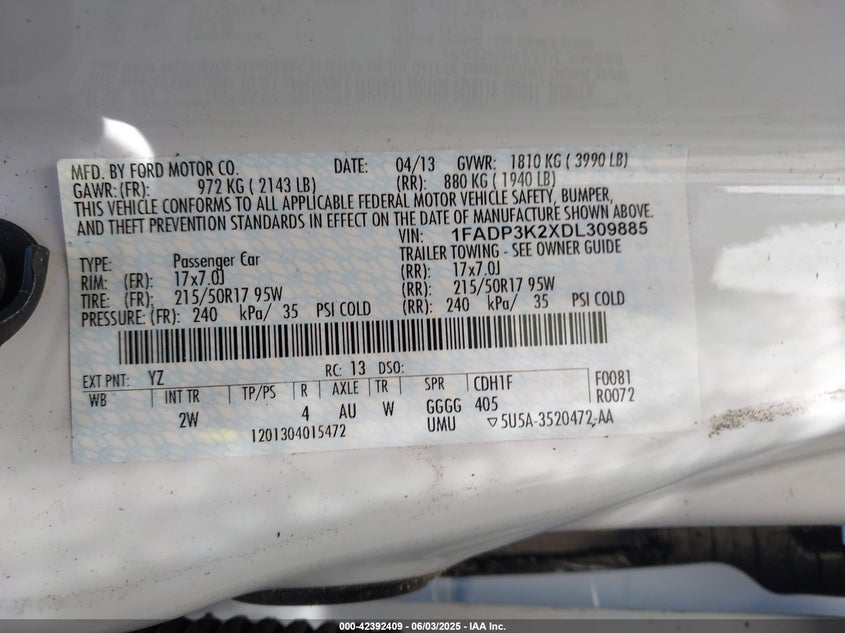 MFD. BY FORD MOTOR CO. DATE: 04/13 GVWR: 1810 KG ( 3990 LB)
GAWR: (FR): 972 KG ( 2143 LB) (RR): 880 KG ( 1940 LB)
THIS VEHICLE CONFORMS TO ALL APPLICABLE FEDERAL MOTOR VEHICLE SAFETY, BUMPER,
AND THEFT PREVENTION STANDARDS IN EFFECT ON THE DATE OF MANUFACTURE SHOWN ABOVE.
VIN: 1FADP3K2XDL309885
TYPE: Passenger Car TRAILER TOWING - SEE OWNER GUIDE
RIM: (FR): 17x7.0J (RR): 17x7.0J
TIRE: (FR): 215/50R17 95W (RR): 215/50R17 95W
PRESSURE: (FR): 240 kPa/ 35 PSI COLD (RR): 240 kPa/ 35 PSI COLD
EXT PNT: YZ RC: 13 DSO:
WB INT TR TP/PS R AXLE TR SPR CDH1F F0081
2W 4 AU W GGGG 405 R0072
UMU ▽5U5A-3520472-AA
1201304015472
000-42392409 - 06/03/2025 - IAA Inc.